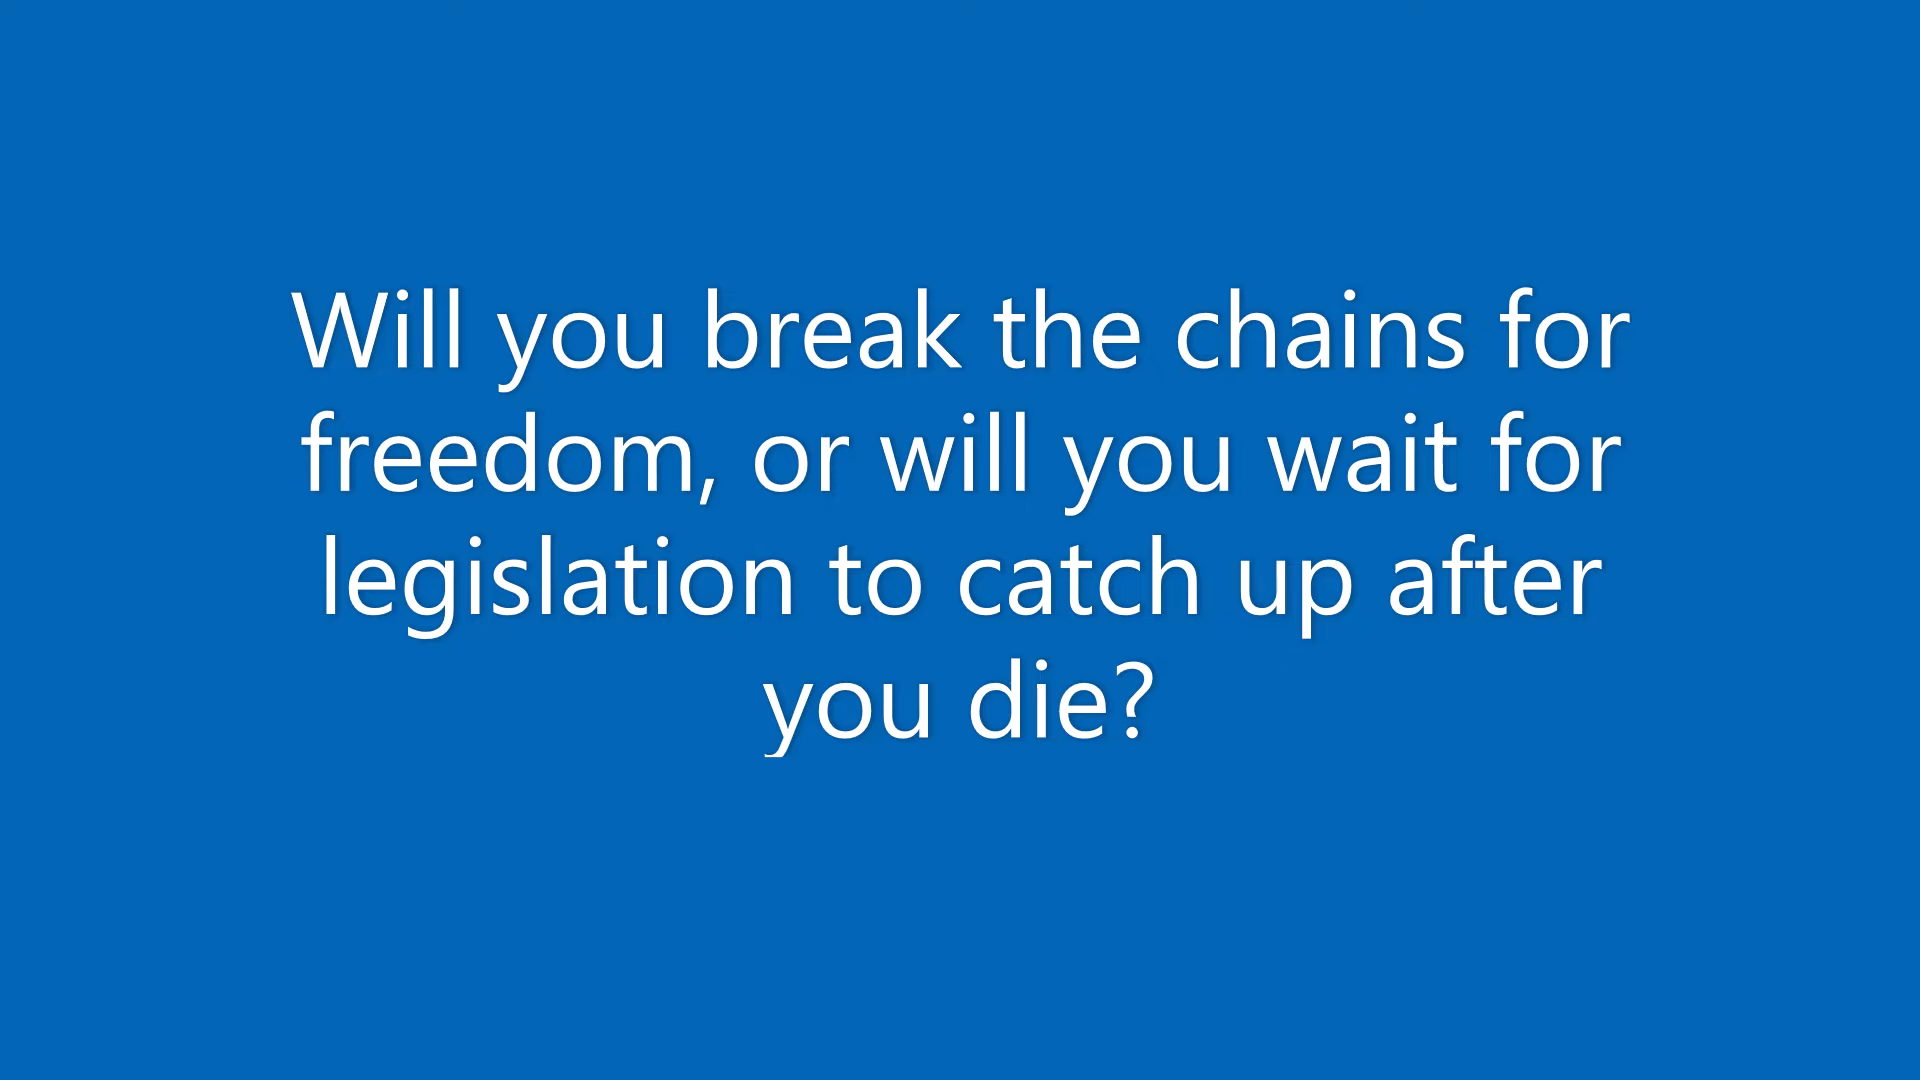 Will you break the chains for
freedom, or will you wait for
legislation to catch up after
you die?